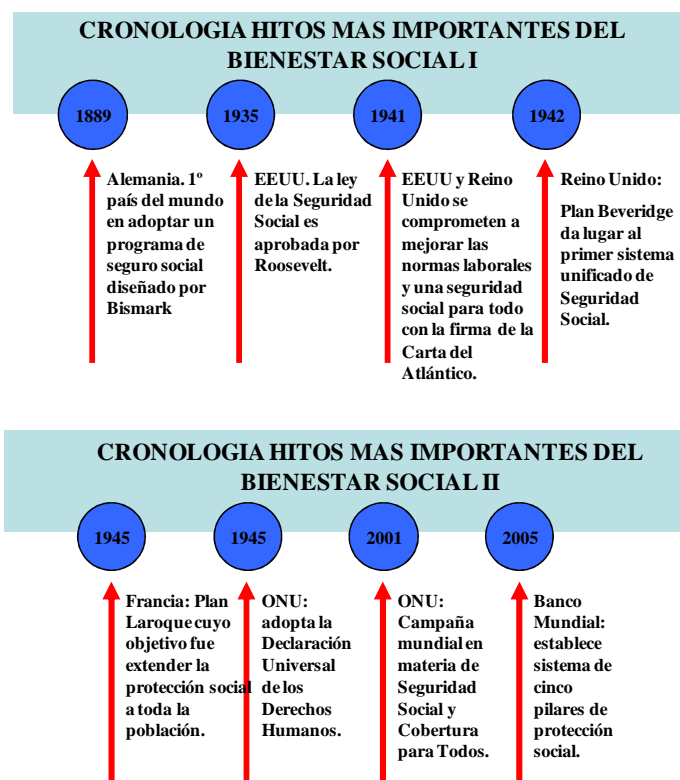 CRONOLOGIA HITOS MAS IMPORTANTES DEL
BIENESTAR SOCIAL I
1889
1935
1941
1942
Alemania. 1º
país del mundo
en adoptar un
programa de
seguro social
diseñado por
Bismark
EEUU. La ley
de la Seguridad
Social es
aprobada por
Roosevelt.
EEUU y Reino
Unido se
comprometen a
mejorar las
normas laborales
y una seguridad
social para todo
con la firma de la
Carta del
Atlántico.
Reino Unido:
Plan Beveridge
da lugar al
primer sistema
unificado de
Seguridad
Social.
CRONOLOGIA HITOS MAS IMPORTANTES DEL
BIENESTAR SOCIAL II
1945
1945
2001
2005
Francia: Plan
Laroque cuyo
objetivo fue
extender la
protección social
a toda la
población.
ONU:
adopta la
Declaración
Universal
de los
Derechos
Humanos.
ONU:
Campaña
mundial en
materia de
Seguridad
Social y
Cobertura
para Todos.
Banco
Mundial:
establece
sistema de
cinco
pilares de
protección
social.